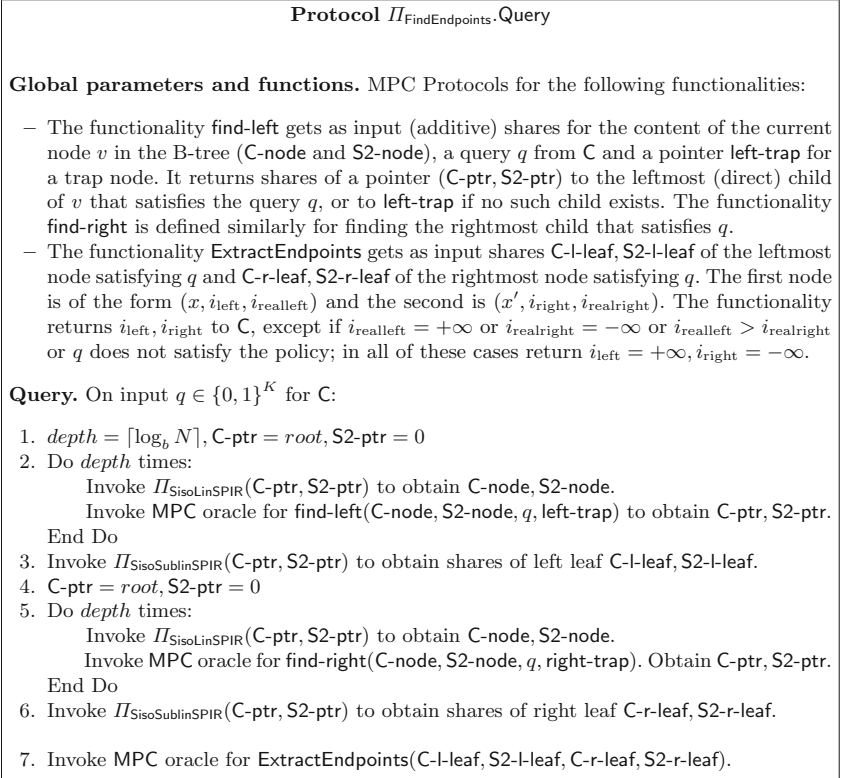 Protocol Π_FindEndpoints.Query
Global parameters and functions. MPC Protocols for the following functionalities:
– The functionality find-left gets as input (additive) shares for the content of the current
node v in the B-tree (C-node and S2-node), a query q from C and a pointer left-trap for
a trap node. It returns shares of a pointer (C-ptr, S2-ptr) to the leftmost (direct) child
of v that satisfies the query q, or to left-trap if no such child exists. The functionality
find-right is defined similarly for finding the rightmost child that satisfies q.
– The functionality ExtractEndpoints gets as input shares C-l-leaf, S2-l-leaf of the leftmost
node satisfying q and C-r-leaf, S2-r-leaf of the rightmost node satisfying q. The first node
is of the form (x, i_left, i_realleft) and the second is (x′, i_right, i_realright). The functionality
returns i_left, i_right to C, except if i_realleft = +∞ or i_realright = −∞ or i_realleft > i_realright
or q does not satisfy the policy; in all of these cases return i_left = +∞, i_right = −∞.
Query. On input q ∈ {0, 1}^K for C:
1. depth = ⌈log_b N⌉, C-ptr = root, S2-ptr = 0
2. Do depth times:
Invoke Π_SisoLinSPIR(C-ptr, S2-ptr) to obtain C-node, S2-node.
Invoke MPC oracle for find-left(C-node, S2-node, q, left-trap) to obtain C-ptr, S2-ptr.
End Do
3. Invoke Π_SisoSublinSPIR(C-ptr, S2-ptr) to obtain shares of left leaf C-l-leaf, S2-l-leaf.
4. C-ptr = root, S2-ptr = 0
5. Do depth times:
Invoke Π_SisoLinSPIR(C-ptr, S2-ptr) to obtain C-node, S2-node.
Invoke MPC oracle for find-right(C-node, S2-node, q, right-trap). Obtain C-ptr, S2-ptr.
End Do
6. Invoke Π_SisoSublinSPIR(C-ptr, S2-ptr) to obtain shares of right leaf C-r-leaf, S2-r-leaf.
7. Invoke MPC oracle for ExtractEndpoints(C-l-leaf, S2-l-leaf, C-r-leaf, S2-r-leaf).